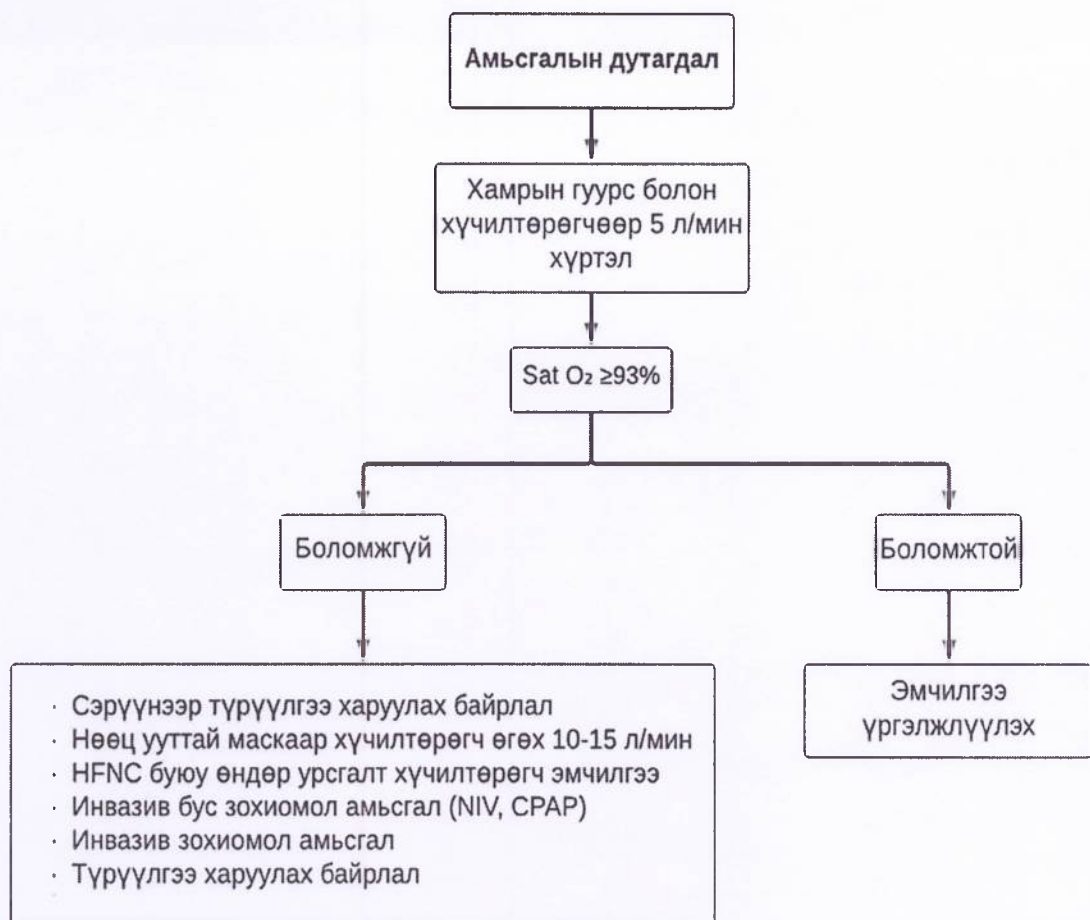 Амьсгалын дутагдал
Хамрын гуурс болон
хүчилтөрөгчөөр 5 л/мин
хүртэл
Sat O₂ ≥93%
Боломжгүй
Боломжтой
· Сэрүүнээр түрүүлгээ харуулах байрлал
· Нөөц ууттай маскаар хүчилтөрөгч өгөх 10-15 л/мин
· HFNC буюу өндөр урсгалт хүчилтөрөгч эмчилгээ
· Инвазив бус зохиомол амьсгал (NIV, CPAP)
· Инвазив зохиомол амьсгал
· Түрүүлгээ харуулах байрлал
Эмчилгээ
үргэлжлүүлэх